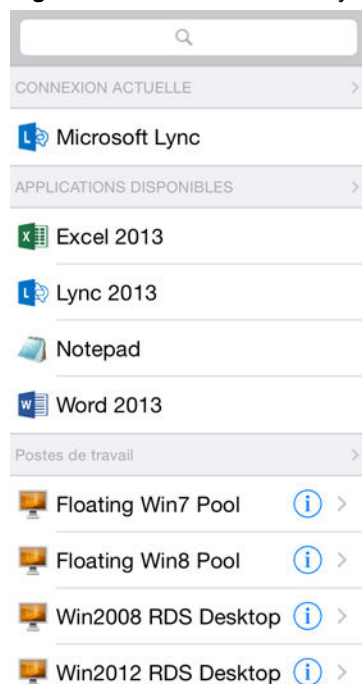 CONNEXION ACTUELLE
Microsoft Lync
APPLICATIONS DISPONIBLES
Excel 2013
Lync 2013
Notepad
Word 2013
Postes de travail
Floating Win7 Pool
Floating Win8 Pool
Win2008 RDS Desktop
Win2012 RDS Desktop